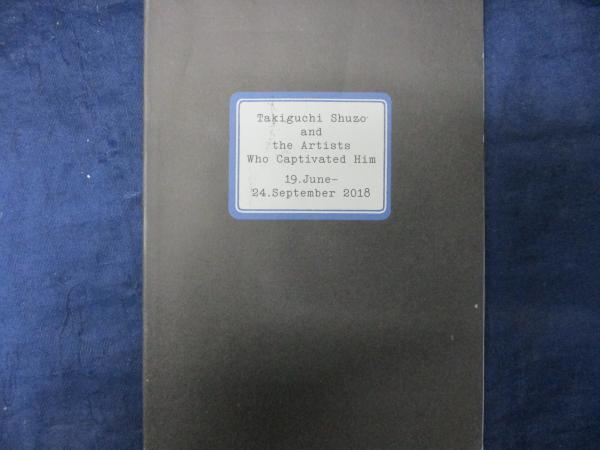 Takiguchi Shuzo
and
the Artists
Who Captivated Him
19.June-
24.September 2018